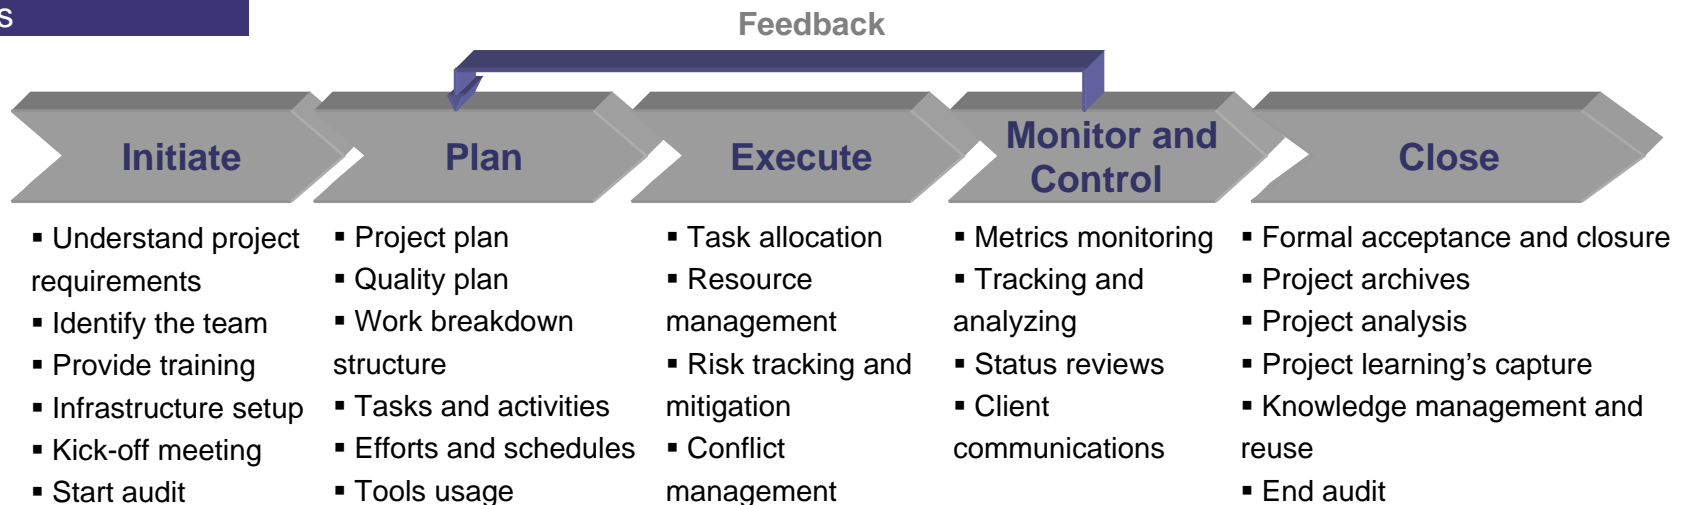 s
Feedback
Initiate
Plan
Execute
Monitor and
Control
Close
▪ Understand project
requirements
▪ Identify the team
▪ Provide training
▪ Infrastructure setup
▪ Kick-off meeting
▪ Start audit
▪ Project plan
▪ Quality plan
▪ Work breakdown
structure
▪ Tasks and activities
▪ Efforts and schedules
▪ Tools usage
▪ Task allocation
▪ Resource
management
▪ Risk tracking and
mitigation
▪ Conflict
management
▪ Metrics monitoring
▪ Tracking and
analyzing
▪ Status reviews
▪ Client
communications
▪ Formal acceptance and closure
▪ Project archives
▪ Project analysis
▪ Project learning’s capture
▪ Knowledge management and
reuse
▪ End audit